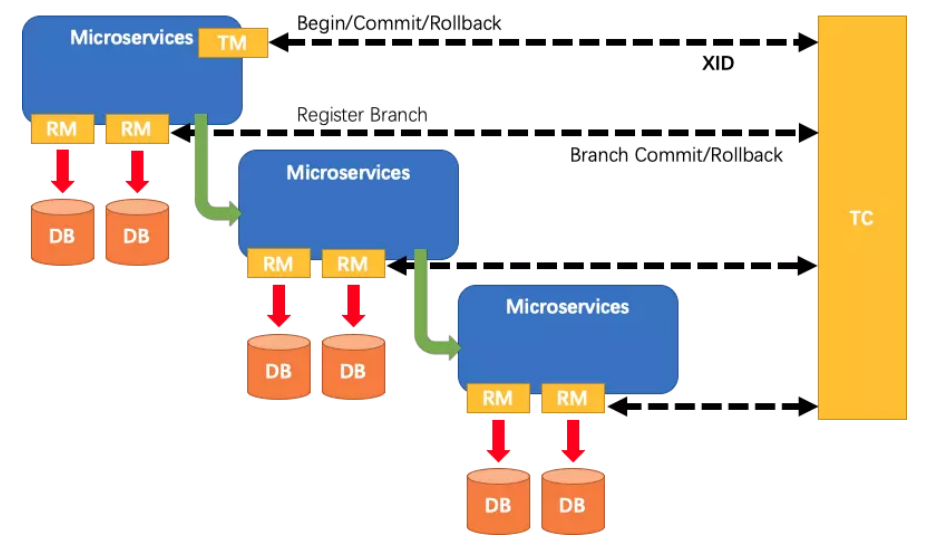 Begin/Commit/Rollback
Microservices
TM
XID
Register Branch
RM
RM
Branch Commit/Rollback
Microservices
TC
DB
DB
RM
RM
Microservices
DB
DB
RM
RM
DB
DB